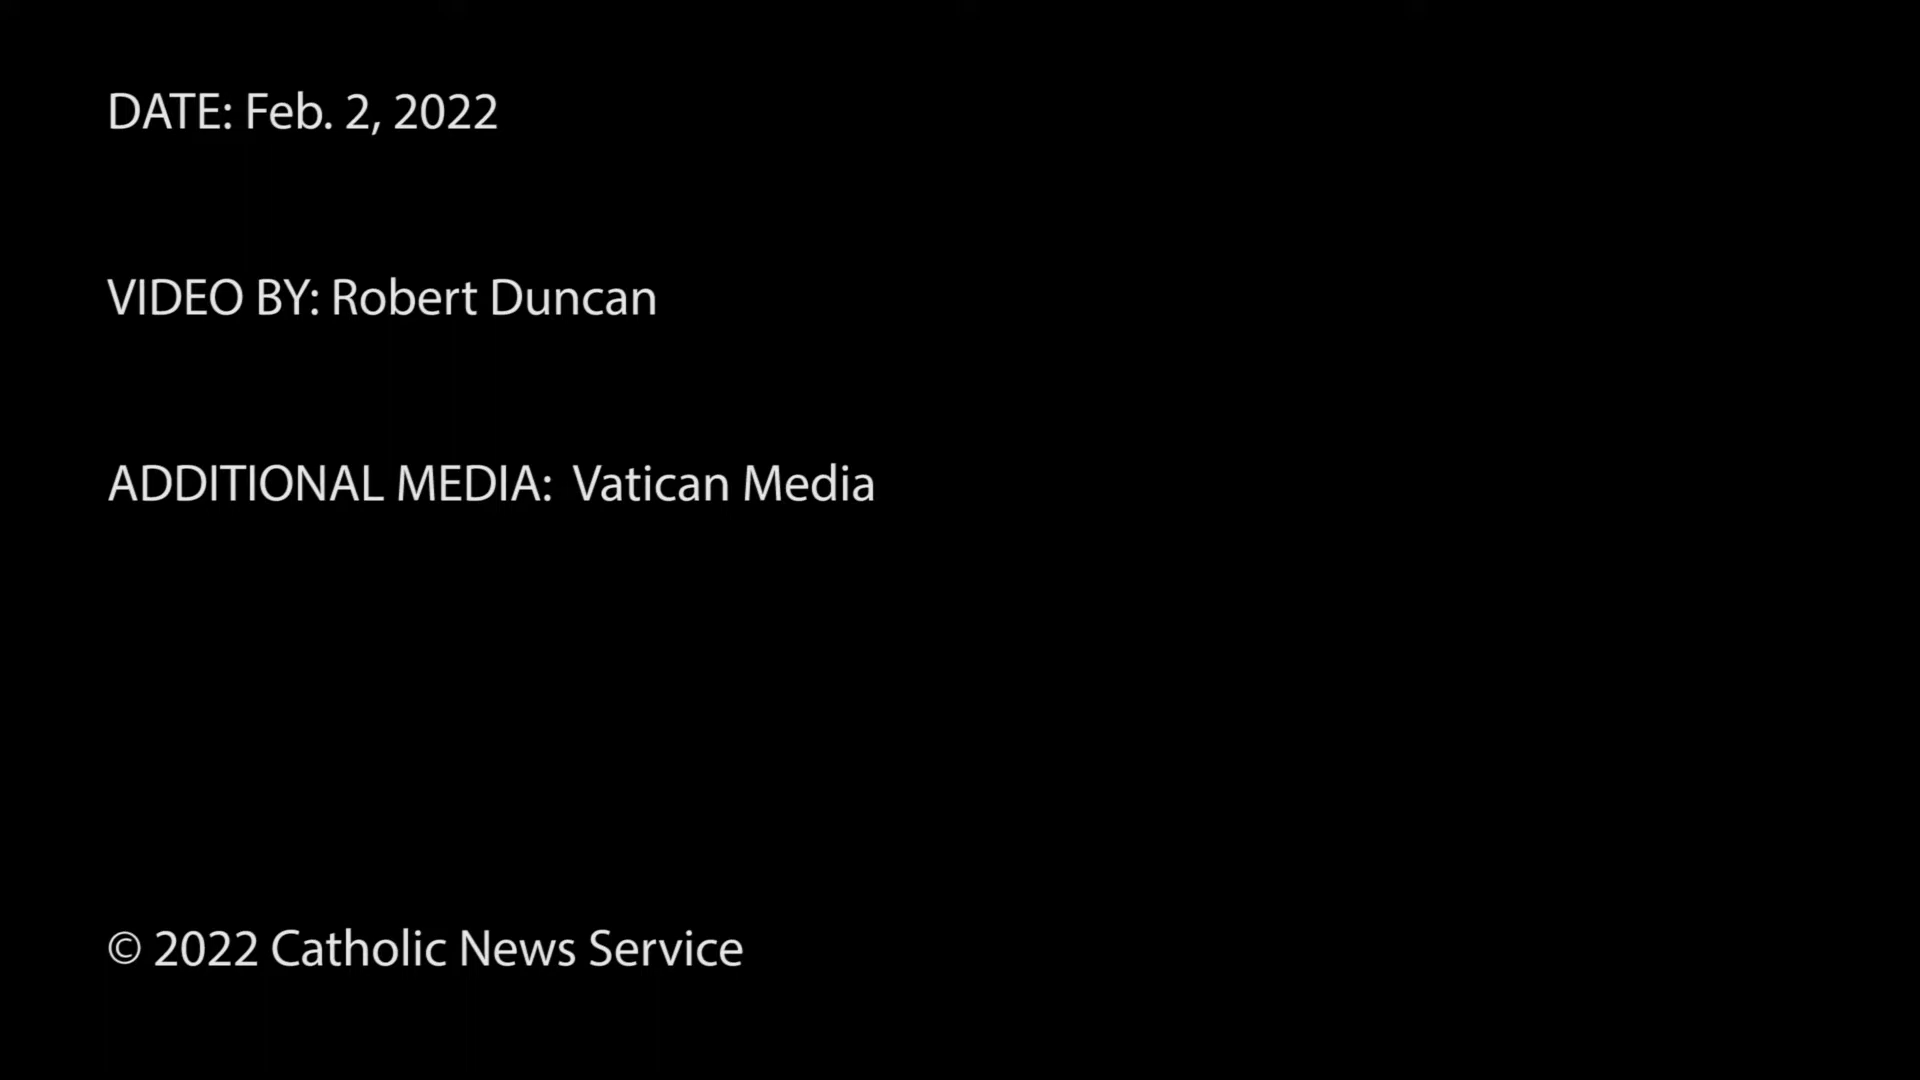 DATE: Feb. 2, 2022
VIDEO BY: Robert Duncan
ADDITIONAL MEDIA:  Vatican Media
© 2022 Catholic News Service